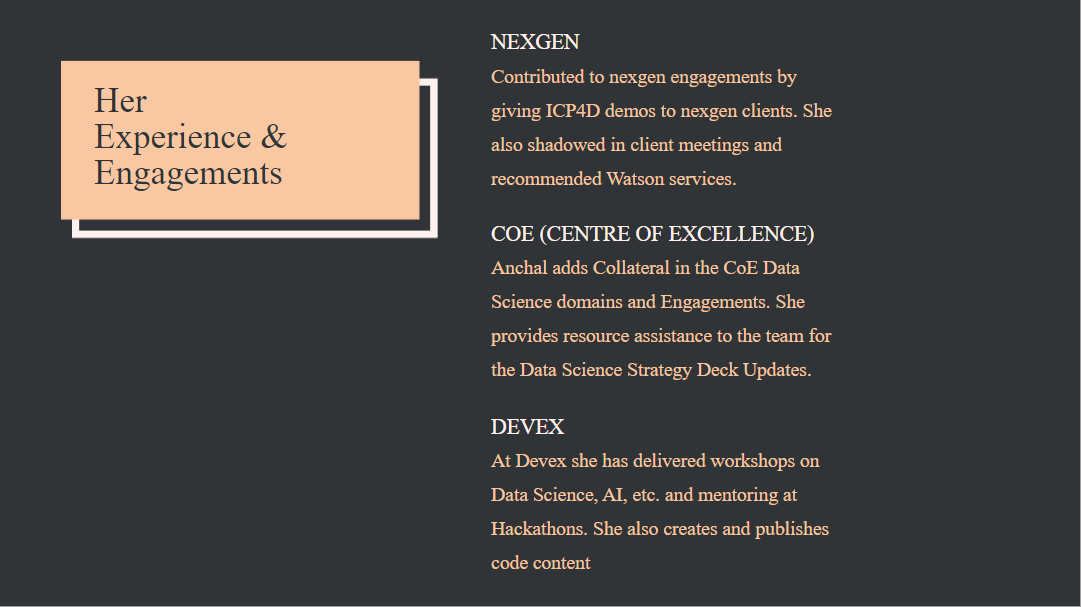 Her
Experience &
Engagements
NEXGEN
Contributed to nexgen engagements by
giving ICP4D demos to nexgen clients. She
also shadowed in client meetings and
recommended Watson services.
COE (CENTRE OF EXCELLENCE)
Anchal adds Collateral in the CoE Data
Science domains and Engagements. She
provides resource assistance to the team for
the Data Science Strategy Deck Updates.
DEVEX
At Devex she has delivered workshops on
Data Science, AI, etc. and mentoring at
Hackathons. She also creates and publishes
code content